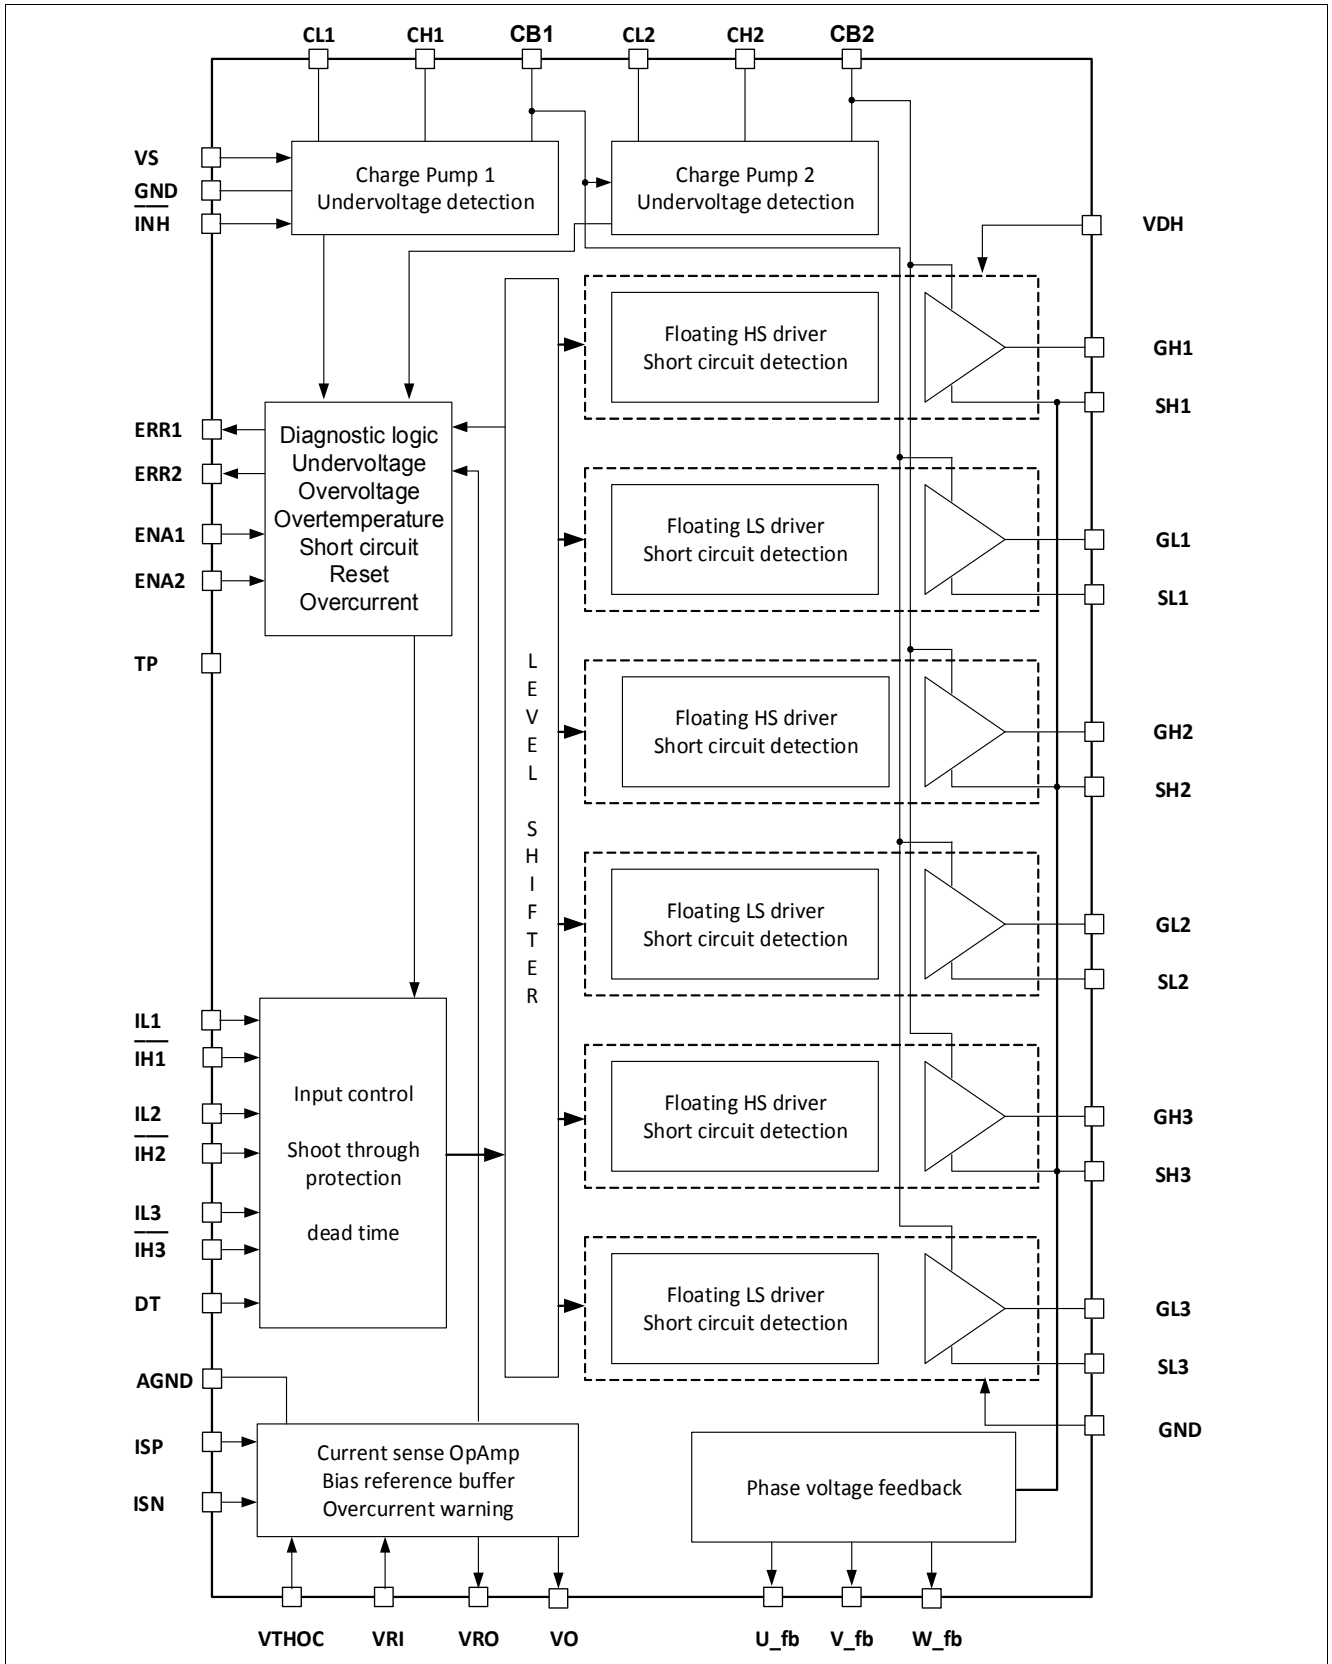 CL1 CH1 CB1 CL2 CH2 CB2
VS
GND
INH
Charge Pump 1
Undervoltage detection
Charge Pump 2
Undervoltage detection
VDH
Floating HS driver
Short circuit detection
GH1
SH1
ERR1
ERR2
ENA1
ENA2
Diagnostic logic
Undervoltage
Overvoltage
Overtemperature
Short circuit
Reset
Overcurrent
Floating LS driver
Short circuit detection
GL1
SL1
TP
LEVEL SHIFTER
Floating HS driver
Short circuit detection
GH2
SH2
Floating LS driver
Short circuit detection
GL2
SL2
IL1
IH1
IL2
IH2
IL3
IH3
DT
Input control
Shoot through
protection
dead time
Floating HS driver
Short circuit detection
GH3
SH3
Floating LS driver
Short circuit detection
GL3
SL3
AGND
ISP
ISN
Current sense OpAmp
Bias reference buffer
Overcurrent warning
Phase voltage feedback
GND
VTHOC VRI VRO VO U_fb V_fb W_fb